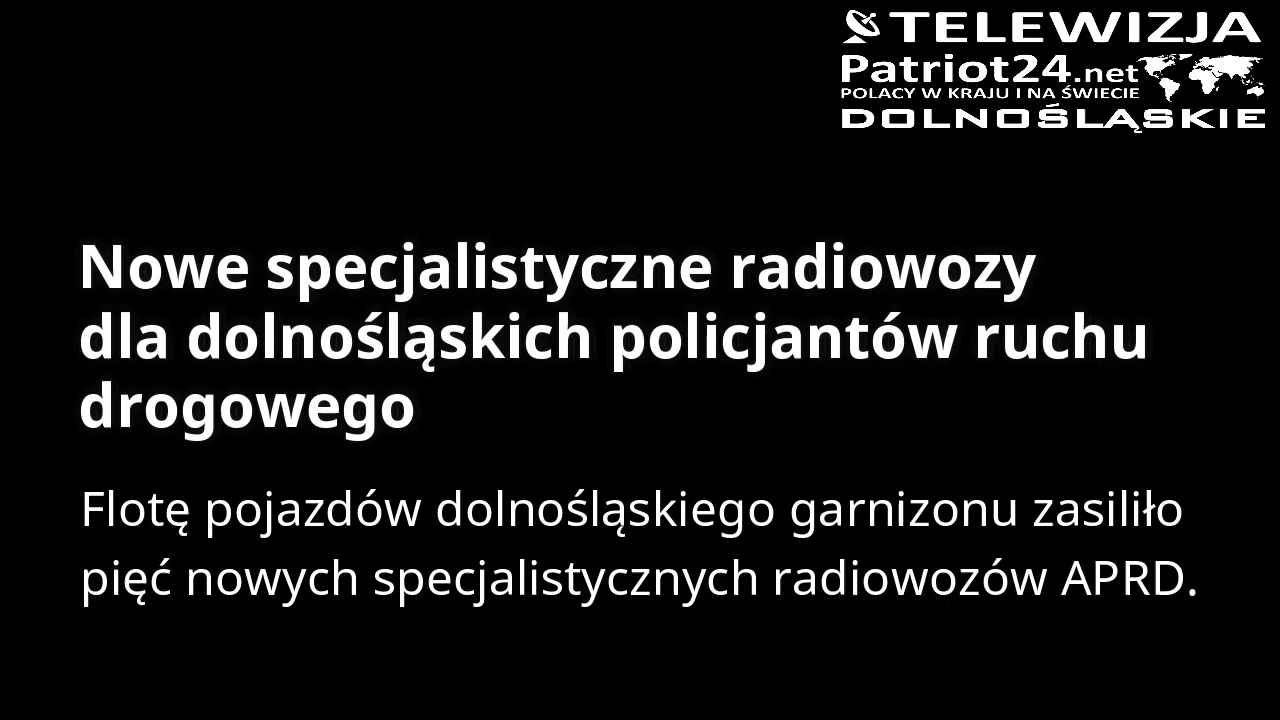 TELEWIZJA
Patriot24.net
POLACY W KRAJU I NA ŚWIECIE
DOLNOŚLĄSKIE
Nowe specjalistyczne radiowozy
dla dolnośląskich policjantów ruchu
drogowego
Flotę pojazdów dolnośląskiego garnizonu zasiliło
pięć nowych specjalistycznych radiowozów APRD.